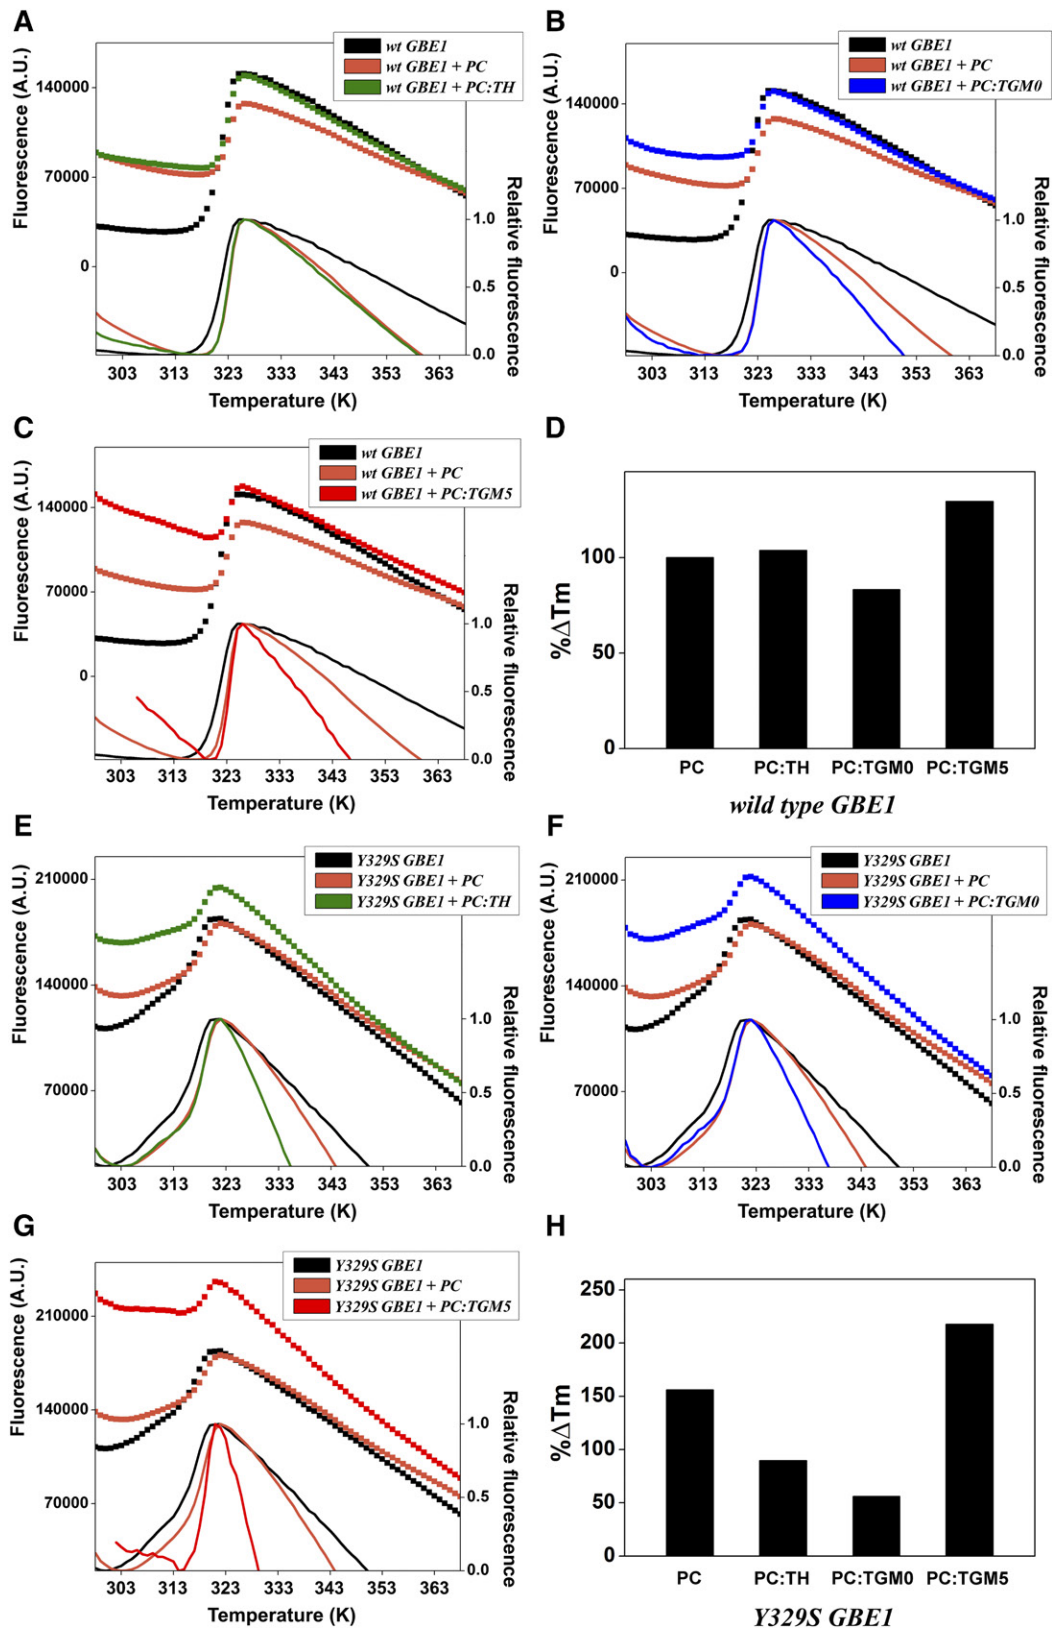 A
Fluorescence (A.U.)
140000
70000
0
wt GBE1
wt GBE1 + PC
wt GBE1 + PC:TH
Relative fluorescence
1.0
0.5
0.0
303 313 323 333 343 353 363
Temperature (K)
B
Fluorescence (A.U.)
140000
70000
0
wt GBE1
wt GBE1 + PC
wt GBE1 + PC:TGM0
Relative fluorescence
1.0
0.5
0.0
303 313 323 333 343 353 363
Temperature (K)
C
Fluorescence (A.U.)
140000
70000
0
wt GBE1
wt GBE1 + PC
wt GBE1 + PC:TGM5
Relative fluorescence
1.0
0.5
0.0
303 313 323 333 343 353 363
Temperature (K)
D
%ΔTm
100
50
0
PC PC:TH PC:TGM0 PC:TGM5
wild type GBE1
E
Fluorescence (A.U.)
210000
140000
70000
Y329S GBE1
Y329S GBE1 + PC
Y329S GBE1 + PC:TH
Relative fluorescence
1.0
0.5
0.0
303 313 323 333 343 353 363
Temperature (K)
F
Fluorescence (A.U.)
210000
140000
70000
Y329S GBE1
Y329S GBE1 + PC
Y329S GBE1 + PC:TGM0
Relative fluorescence
1.0
0.5
0.0
303 313 323 333 343 353 363
Temperature (K)
G
Fluorescence (A.U.)
210000
140000
70000
Y329S GBE1
Y329S GBE1 + PC
Y329S GBE1 + PC:TGM5
Relative fluorescence
1.0
0.5
0.0
303 313 323 333 343 353 363
Temperature (K)
H
%ΔTm
250
200
150
100
50
0
PC PC:TH PC:TGM0 PC:TGM5
Y329S GBE1